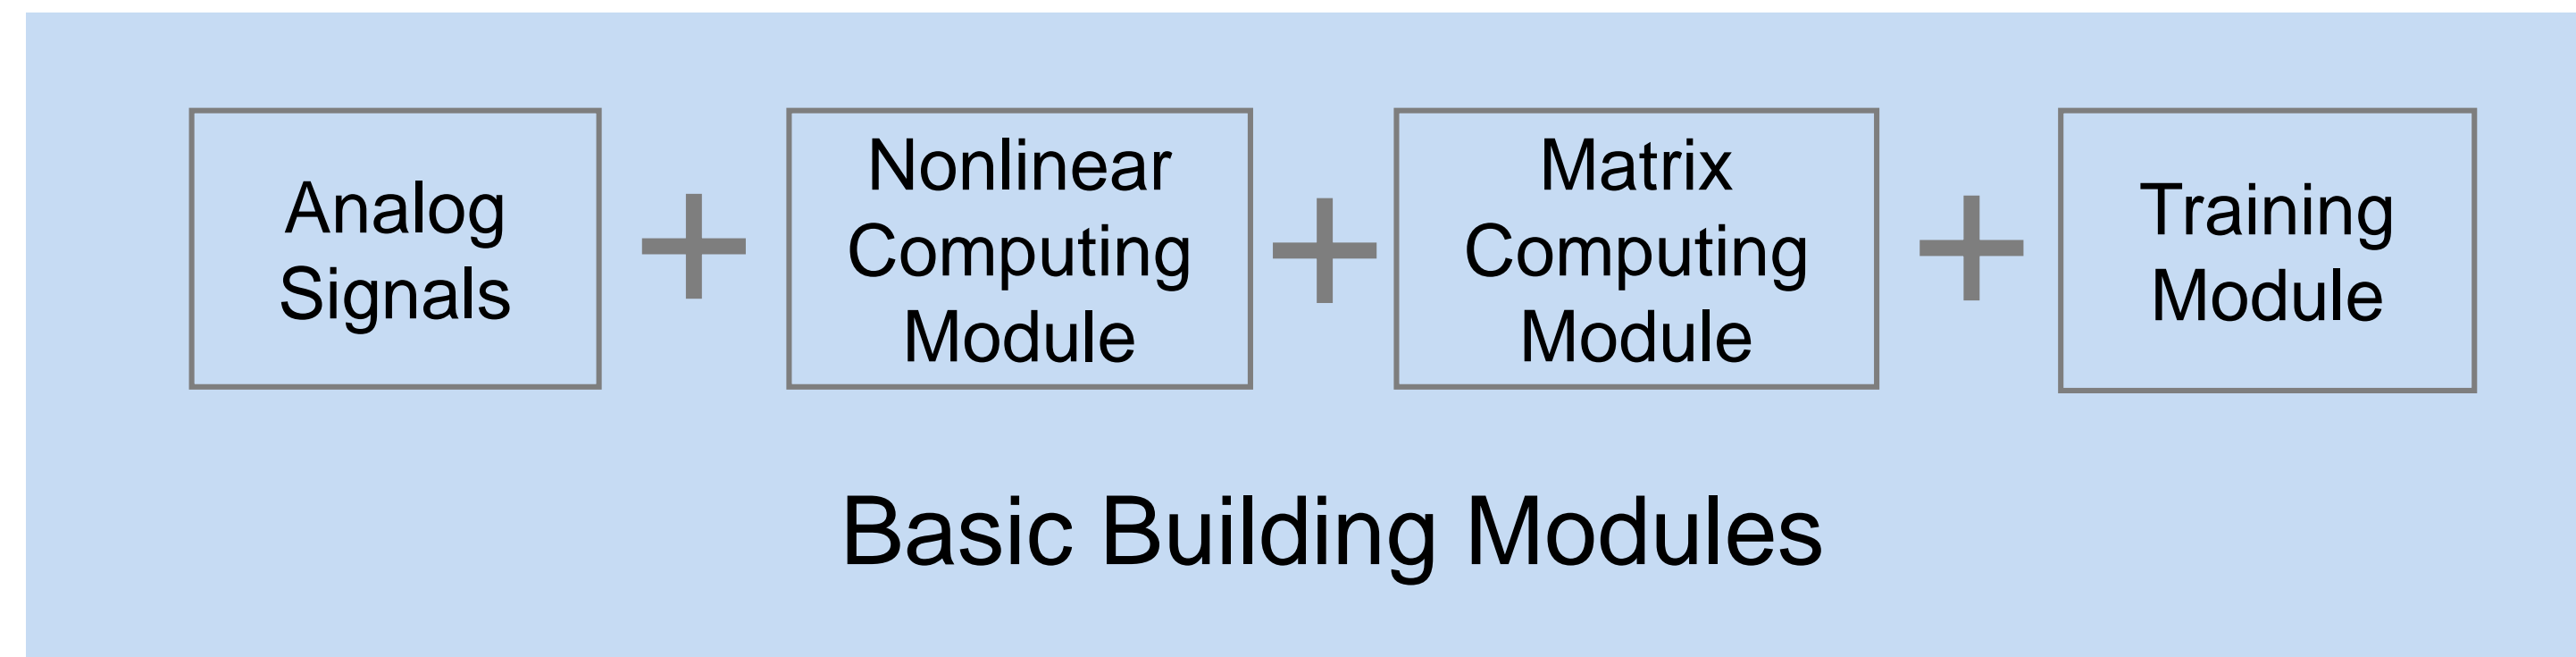 Analog
Signals
+
Nonlinear
Computing
Module
+
Matrix
Computing
Module
+
Training
Module
Basic Building Modules